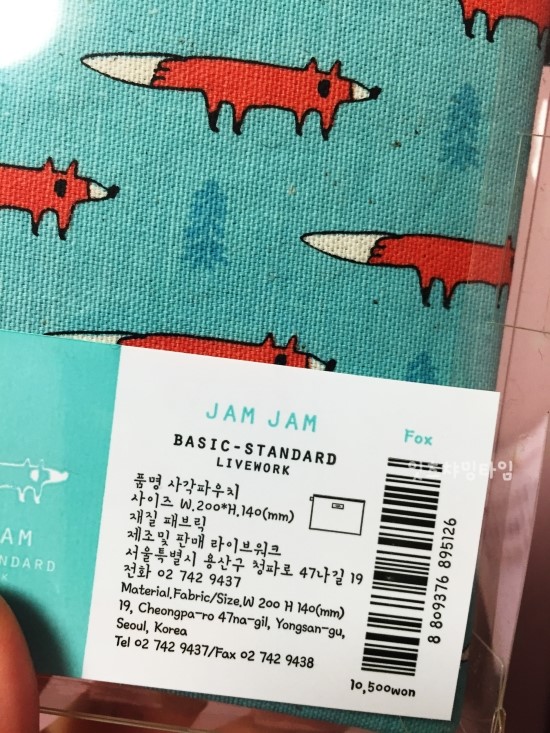 JAM JAM
Fox
BASIC-STANDARD
LIVEWORK
품명 사각파우치
사이즈 W.200*H.140(mm)
재질 패브릭
제조및 판매 라이브워크
서울특별시 용산구 청파로 47나길 19
전화 02 742 9437
Material.Fabric/Size.W 200 H 140(mm)
19, Cheongpa-ro 47na-gil, Yongsan-gu,
Seoul, Korea
Tel 02 742 9437/Fax 02 742 9438
8 809376 895126
10,500won
AM
TANDARD
K